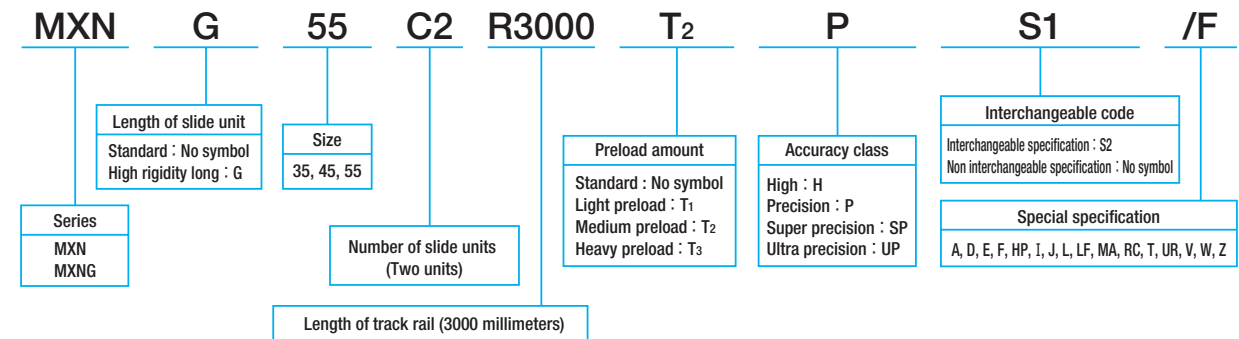 MXN G 55 C2 R3000 T2 P S1 /F
Length of slide unit
Standard : No symbol
High rigidity long : G
Size
35, 45, 55
Series
MXN
MXNG
Number of slide units
(Two units)
Length of track rail (3000 millimeters)
Preload amount
Standard : No symbol
Light preload : T1
Medium preload : T2
Heavy preload : T3
Accuracy class
High : H
Precision : P
Super precision : SP
Ultra precision : UP
Interchangeable code
Interchangeable specification : S2
Non interchangeable specification : No symbol
Special specification
A, D, E, F, HP, I, J, L, LF, MA, RC, T, UR, V, W, Z